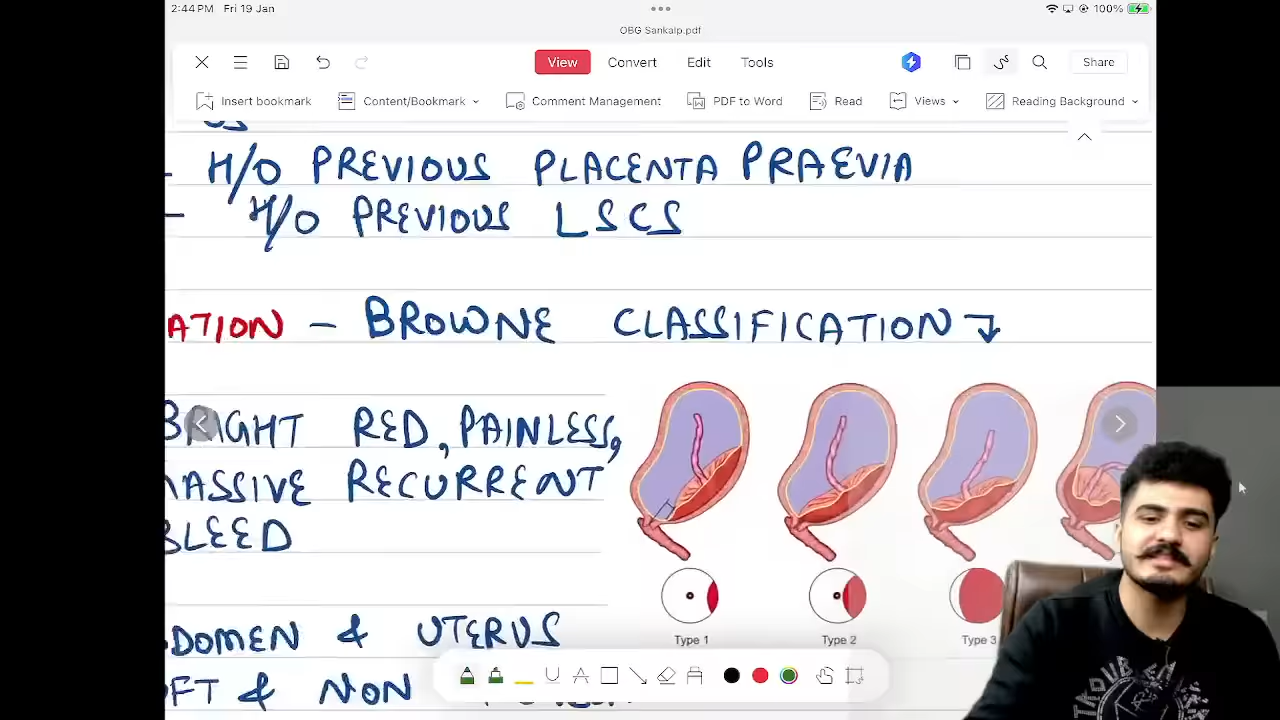 2:44 PM Fri 19 Jan
100%
OBG Sankalp.pdf
View Convert Edit Tools Share
Insert bookmark Content/Bookmark Comment Management PDF to Word Read Views Reading Background
- H/O PREVIOUS PLACENTA PRAEVIA
- H/O PREVIOUS LSCS
ATION - BROWNE CLASSIFICATION
BRIGHT RED, PAINLESS,
MASSIVE RECURRENT
BLEED
Type 1 Type 2 Type 3
DOMEN & UTERUS
OFT & NON